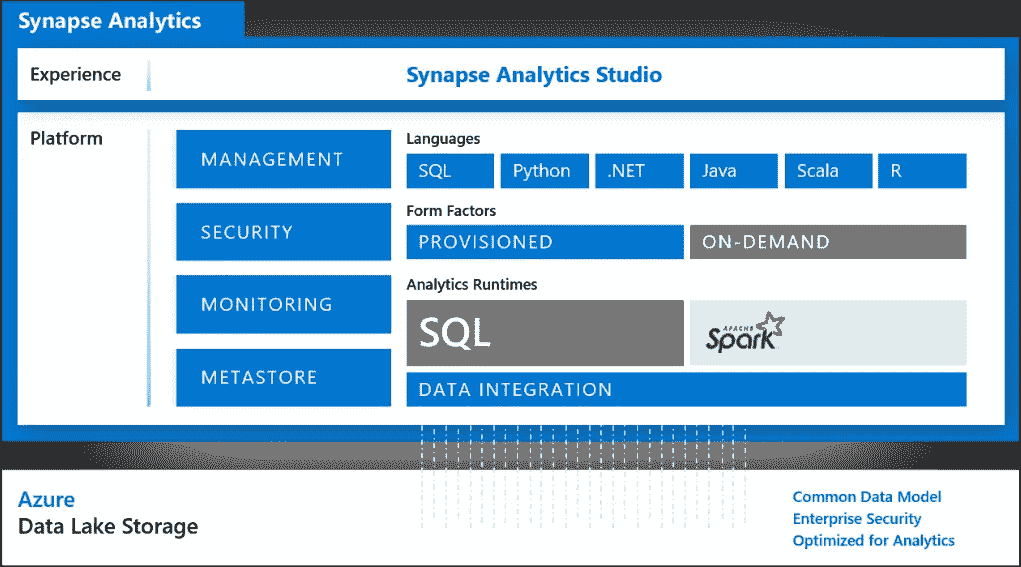 Synapse Analytics
Experience
Synapse Analytics Studio
Platform
MANAGEMENT
SECURITY
MONITORING
METASTORE
Languages
SQL Python .NET Java Scala R
Form Factors
PROVISIONED ON-DEMAND
Analytics Runtimes
SQL APACHE Spark
DATA INTEGRATION
Azure
Data Lake Storage
Common Data Model
Enterprise Security
Optimized for Analytics